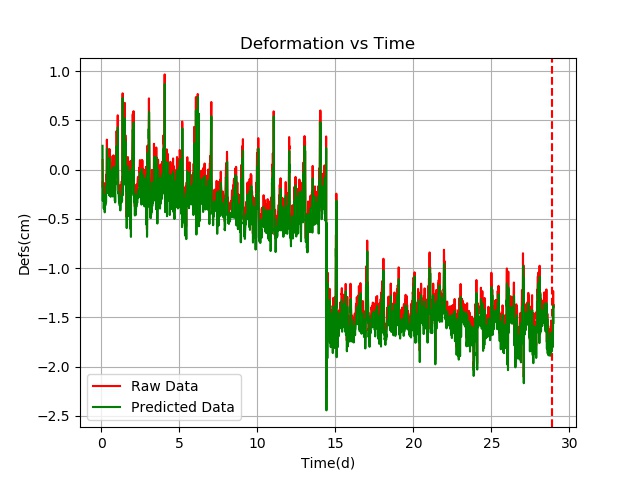 Deformation vs Time
1.0
0.5
0.0
−0.5
−1.0
−1.5
−2.0
−2.5
Defs(cm)
Raw Data
Predicted Data
0 5 10 15 20 25 30
Time(d)